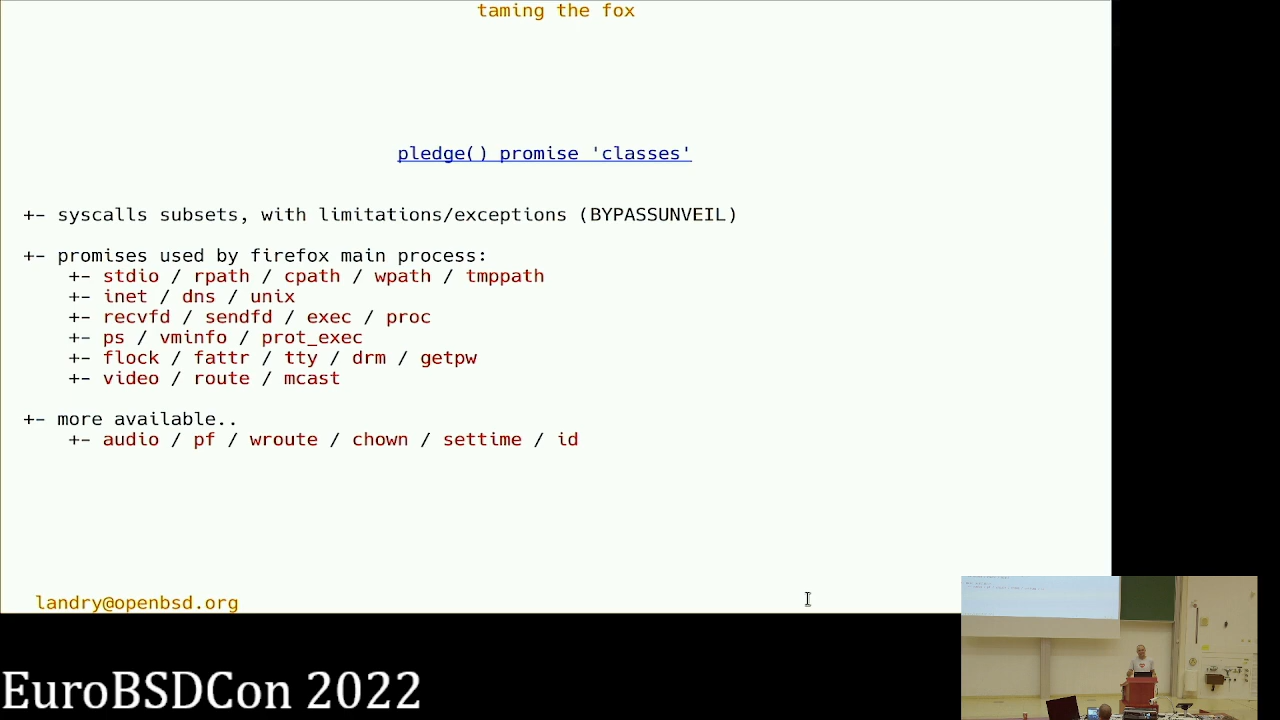 taming the fox
pledge() promise 'classes'
+- syscalls subsets, with limitations/exceptions (BYPASSUNVEIL)
+- promises used by firefox main process:
+- stdio / rpath / cpath / wpath / tmppath
+- inet / dns / unix
+- recvfd / sendfd / exec / proc
+- ps / vminfo / prot_exec
+- flock / fattr / tty / drm / getpw
+- video / route / mcast
+- more available..
+- audio / pf / wroute / chown / settime / id
landry@openbsd.org
EuroBSDCon 2022